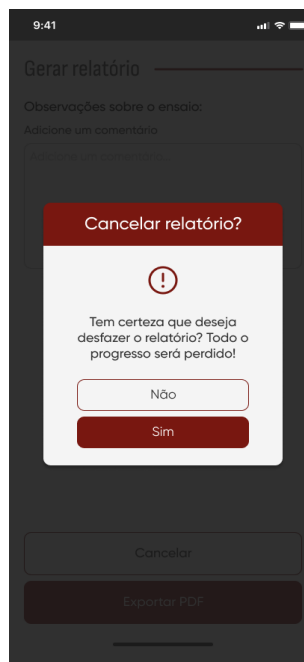 9:41
Gerar relatório
Observações sobre o ensaio:
Adicione um comentário
Adicione um comentário
Cancelar relatório?
Tem certeza que deseja
desfazer o relatório? Todo o
progresso será perdido!
Não
Sim
Cancelar
Exportar PDF